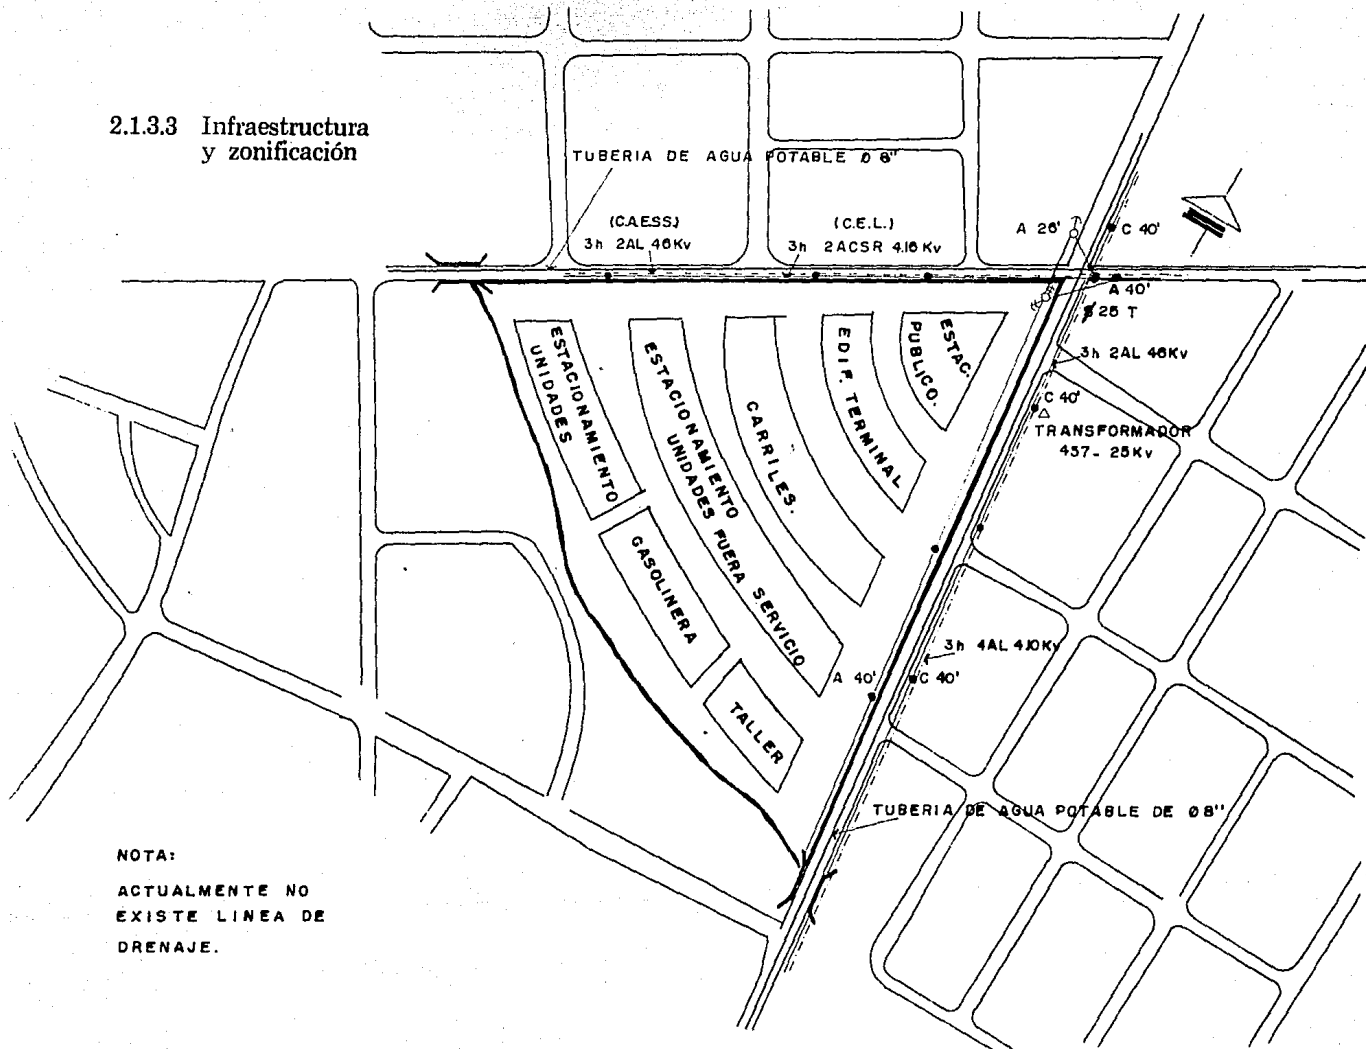 2.1.3.3 Infraestructura
y zonificación
TUBERIA DE AGUA POTABLE Ø 8"
(C.A.E.S.S.)
3h 2AL 46Kv
(C.E.L.)
3h 2ACSR 4.16 Kv
A 26'
C 40'
A 40'
25 T
3h 2AL 46Kv
C 40'
TRANSFORMADOR
457- 25Kv
ESTACIONAMIENTO
UNIDADES
ESTACIONAMIENTO
UNIDADES FUERA SERVICIO
CARRILES.
EDIF. TERMINAL
ESTAC.
PUBLICO.
GASOLINERA
TALLER
3h 4AL 4.10Kv
A 40'
C 40'
TUBERIA DE AGUA POTABLE DE Ø8"
NOTA:
ACTUALMENTE NO
EXISTE LINEA DE
DRENAJE.